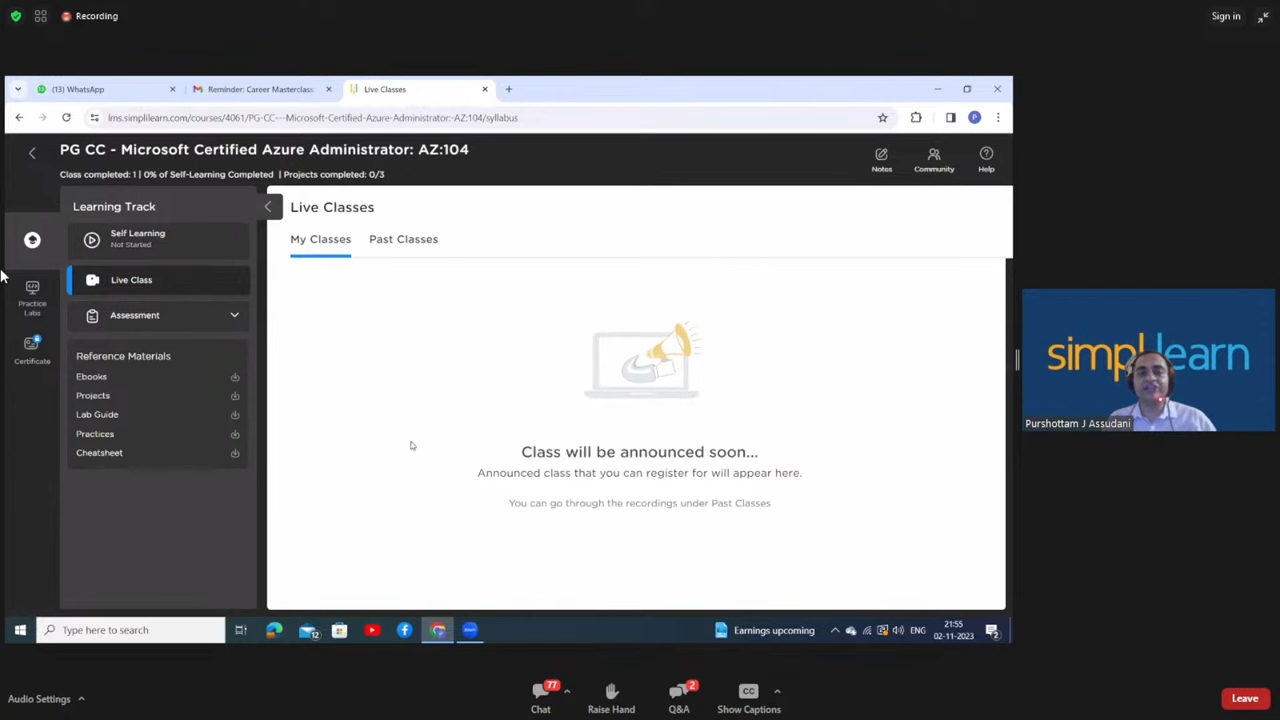 Recording
Sign in
(13) WhatsApp
Reminder: Career Masterclass:
Live Classes
lms.simplilearn.com/courses/4061/PG-CC---Microsoft-Certified-Azure-Administrator:-AZ:104/syllabus
P
PG CC - Microsoft Certified Azure Administrator: AZ:104
Class completed: 1 | 0% of Self-Learning Completed | Projects completed: 0/3
Notes
Community
Help
Learning Track
Self Learning
Not Started
Live Class
Assessment
Practice
Labs
Certificate
Reference Materials
Ebooks
Projects
Lab Guide
Practices
Cheatsheet
Live Classes
My Classes
Past Classes
Class will be announced soon...
Announced class that you can register for will appear here.
You can go through the recordings under Past Classes
simplilearn
Purshottam J Assudani
Type here to search
12
zoom
Earnings upcoming
ENG
21:55
02-11-2023
2
Audio Settings
77
Chat
Raise Hand
2
Q&A
CC
Show Captions
Leave